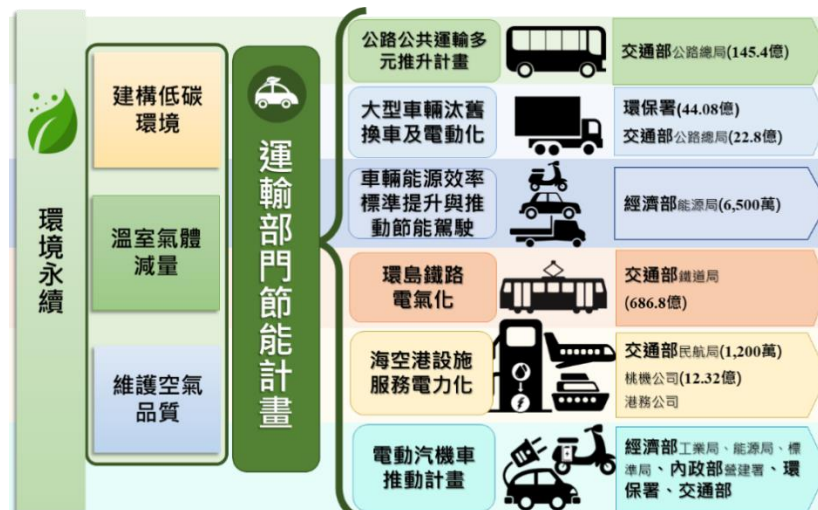 環境永續
建構低碳
環境
溫室氣體
減量
維護空氣
品質
運輸部門節能計畫
公路公共運輸多
元推升計畫
交通部公路總局(145.4億)
大型車輛汰舊
換車及電動化
環保署(44.08億)
交通部公路總局(22.8億)
車輛能源效率
標準提升與推
動節能駕駛
經濟部能源局(6,500萬)
環島鐵路
電氣化
交通部鐵道局
(686.8億)
海空港設施
服務電力化
交通部民航局(1,200萬)
桃機公司(12.32億)
港務公司
電動汽機車
推動計畫
經濟部工業局、能源局、標
準局、內政部營建署、環
保署、交通部